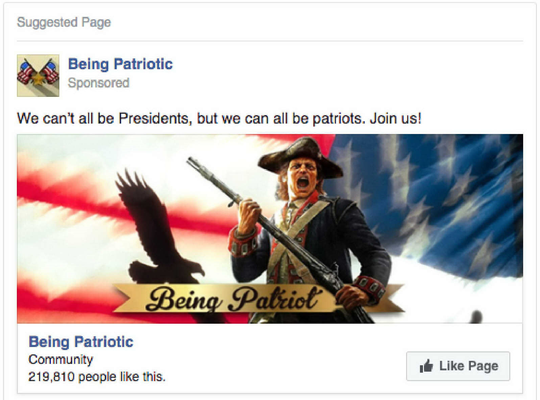 Suggested Page
Being Patriotic
Sponsored
We can't all be Presidents, but we can all be patriots. Join us!
Being Patriot
Being Patriotic
Community
219,810 people like this.
Like Page